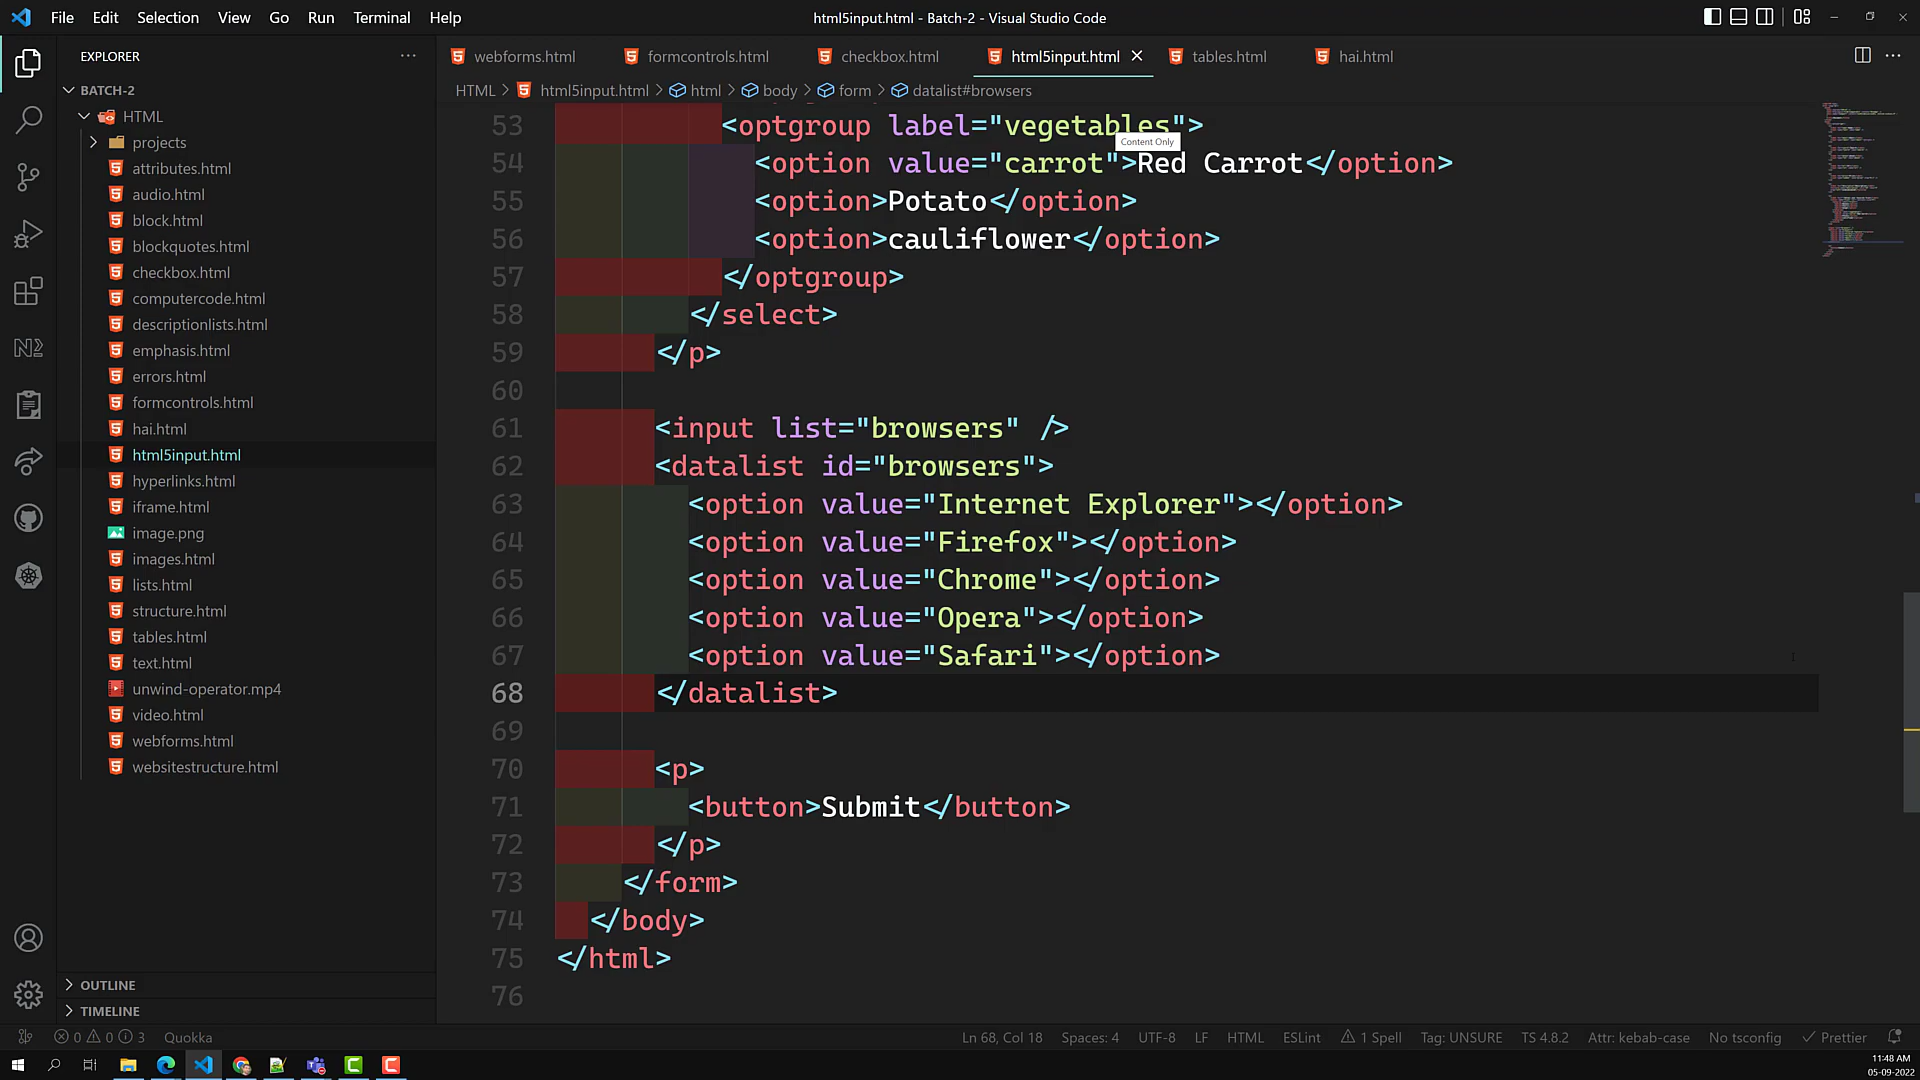 File Edit Selection View Go Run Terminal Help
html5input.html - Batch-2 - Visual Studio Code
EXPLORER
webforms.html formcontrols.html checkbox.html html5input.html tables.html hai.html
HTML > html5input.html > html > body > form > datalist#browsers
BATCH-2
HTML
projects
attributes.html
audio.html
block.html
blockquotes.html
checkbox.html
computercode.html
descriptionlists.html
emphasis.html
errors.html
formcontrols.html
hai.html
html5input.html
hyperlinks.html
iframe.html
image.png
images.html
lists.html
structure.html
tables.html
text.html
unwind-operator.mp4
video.html
webforms.html
websitestructure.html
OUTLINE
TIMELINE
53 <optgroup label="vegetables">
Content Only
54 <option value="carrot">Red Carrot</option>
55 <option>Potato</option>
56 <option>cauliflower</option>
57 </optgroup>
58 </select>
59 </p>
60
61 <input list="browsers" />
62 <datalist id="browsers">
63 <option value="Internet Explorer"></option>
64 <option value="Firefox"></option>
65 <option value="Chrome"></option>
66 <option value="Opera"></option>
67 <option value="Safari"></option>
68 </datalist>
69
70 <p>
71 <button>Submit</button>
72 </p>
73 </form>
74 </body>
75 </html>
76
0 0 3 Quokka Ln 68, Col 18 Spaces: 4 UTF-8 LF HTML ESLint 1 Spell Tag: UNSURE TS 4.8.2 Attr: kebab-case No tsconfig Prettier
11:48 AM
05-09-2022